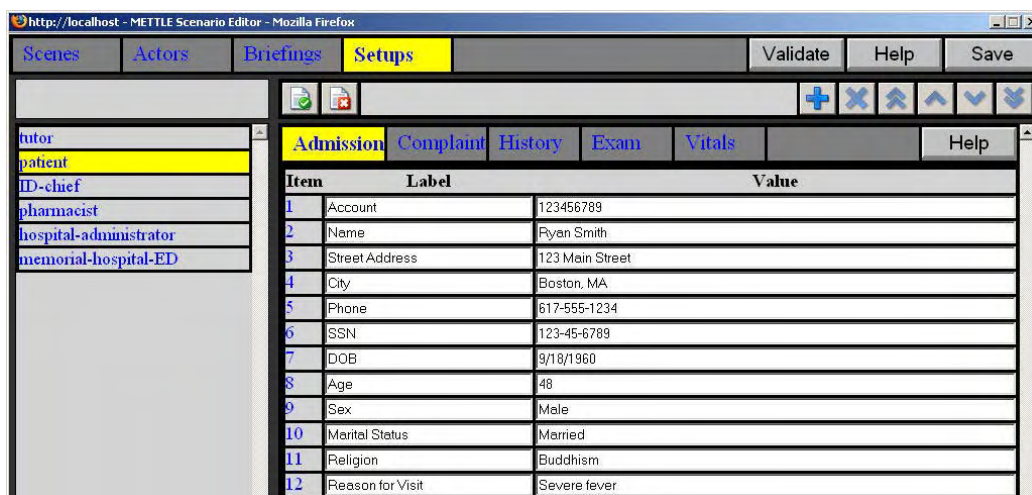 http://localhost - METTLE Scenario Editor - Mozilla Firefox
Scenes Actors Briefings Setups Validate Help Save
tutor
patient
ID-chief
pharmacist
hospital-administrator
memorial-hospital-ED
Admission Complaint History Exam Vitals Help
Item Label Value
1 Account 123456789
2 Name Ryan Smith
3 Street Address 123 Main Street
4 City Boston, MA
5 Phone 617-555-1234
6 SSN 123-45-6789
7 DOB 9/18/1960
8 Age 48
9 Sex Male
10 Marital Status Married
11 Religion Buddhism
12 Reason for Visit Severe fever